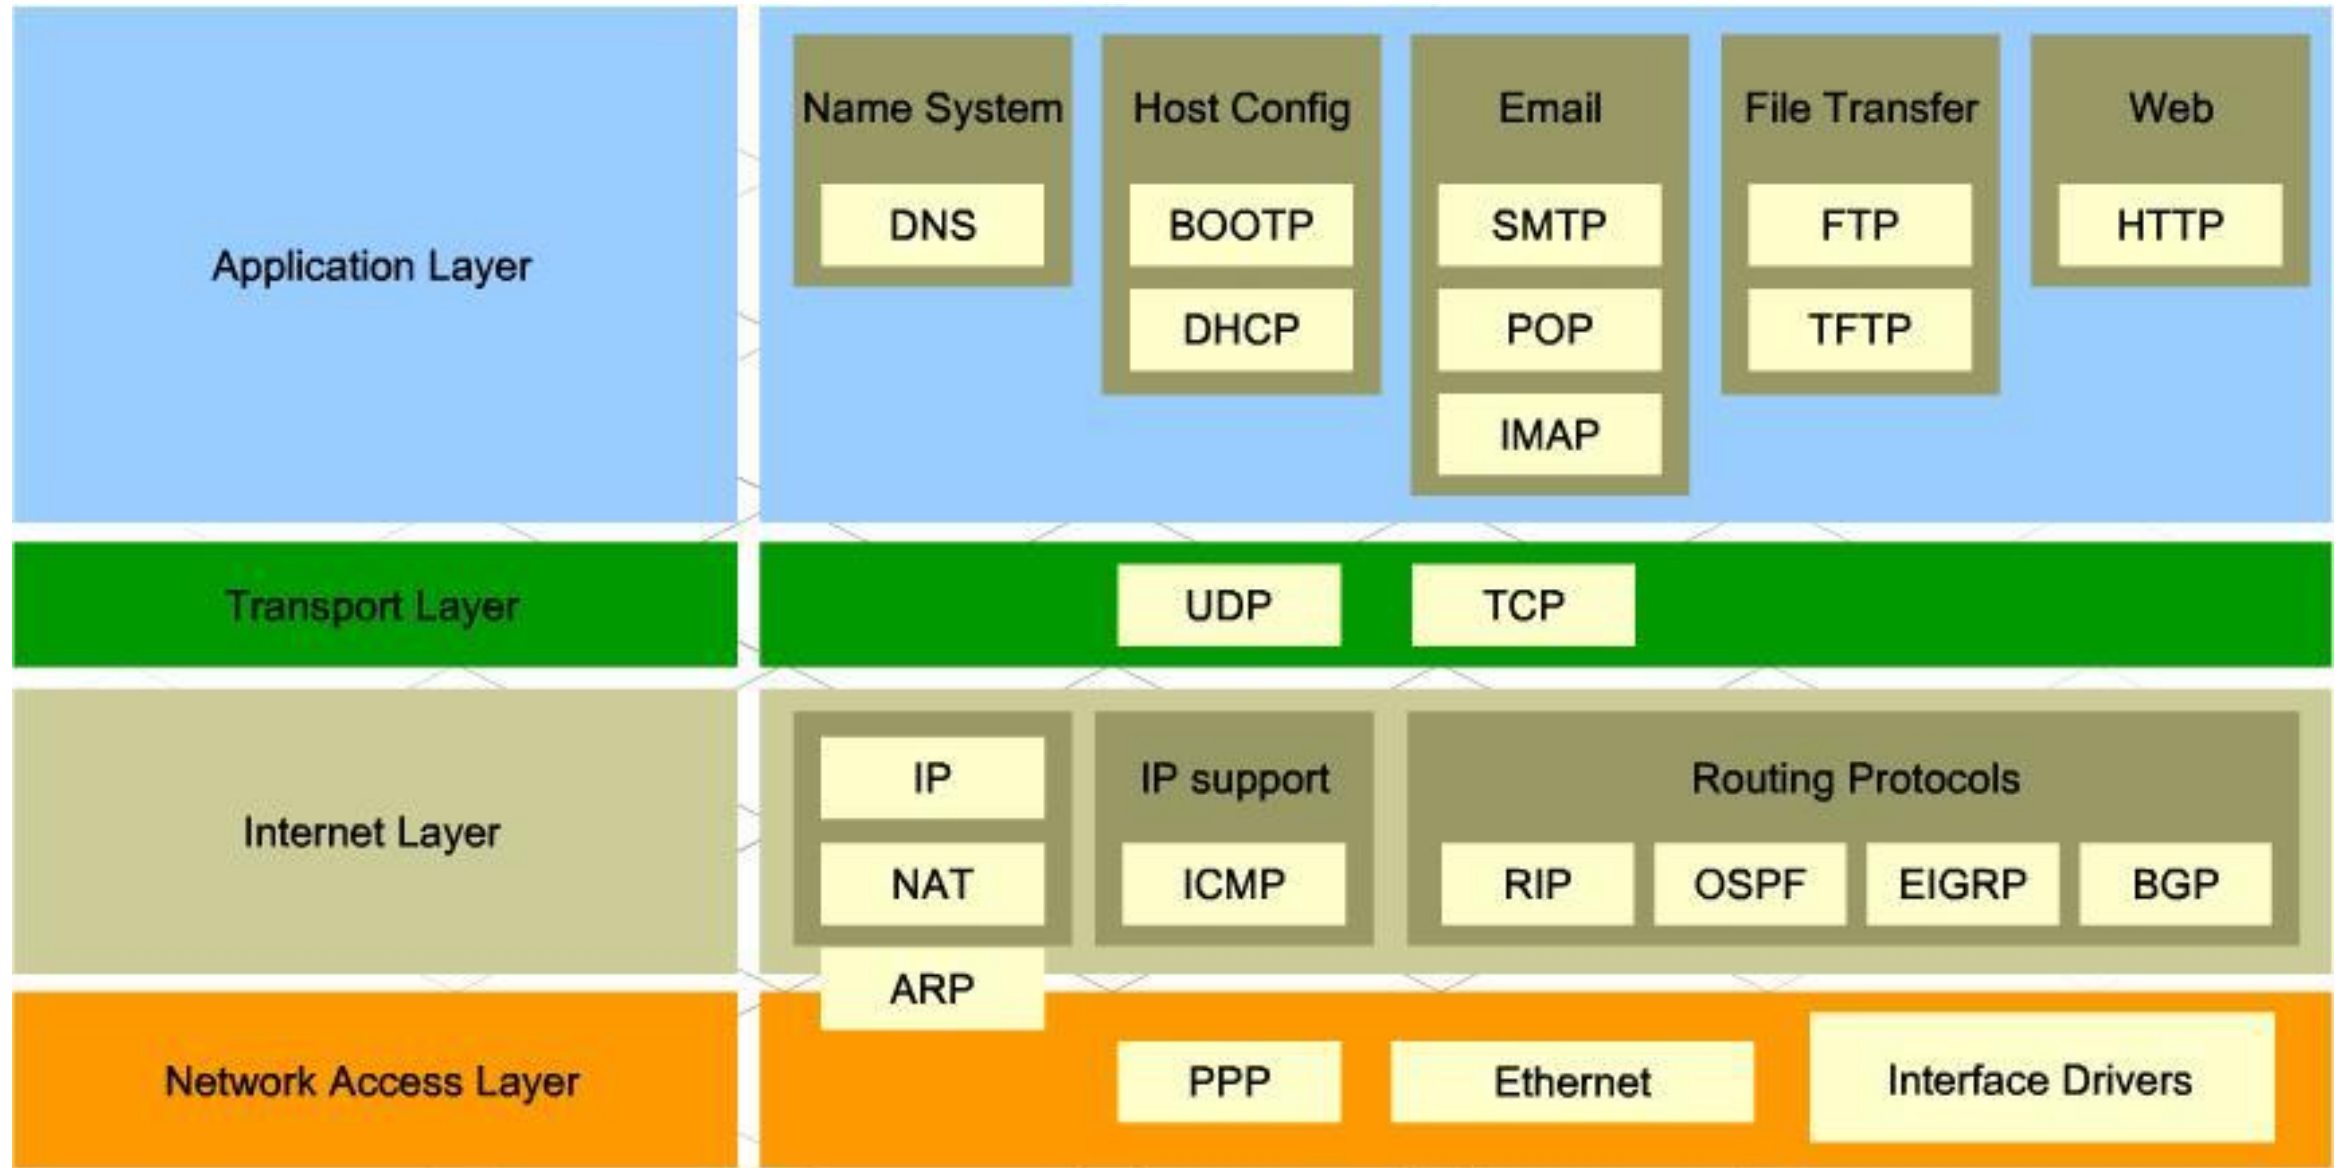 Application Layer
Name System
DNS
Host Config
BOOTP
DHCP
Email
SMTP
POP
IMAP
File Transfer
FTP
TFTP
Web
HTTP
Transport Layer
UDP
TCP
Internet Layer
IP
NAT
ARP
IP support
ICMP
Routing Protocols
RIP
OSPF
EIGRP
BGP
Network Access Layer
PPP
Ethernet
Interface Drivers